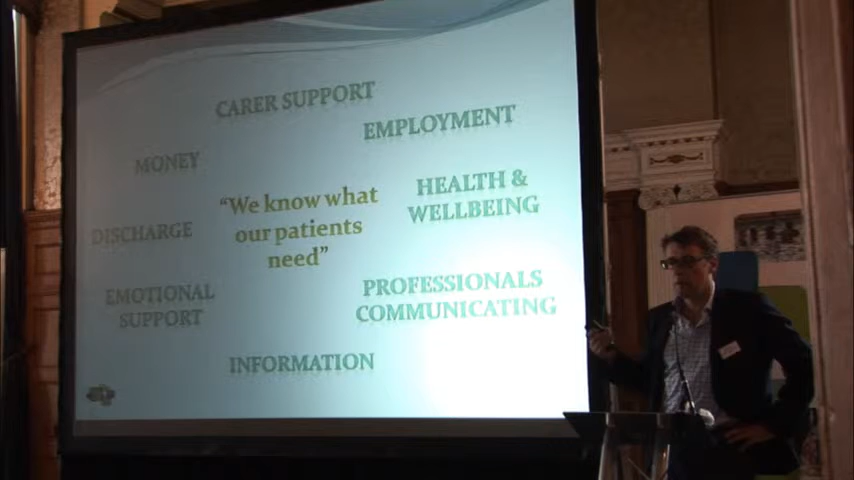 CARER SUPPORT
EMPLOYMENT
MONEY
HEALTH &
WELLBEING
"We know what
our patients
need"
DISCHARGE
EMOTIONAL
SUPPORT
PROFESSIONALS
COMMUNICATING
INFORMATION